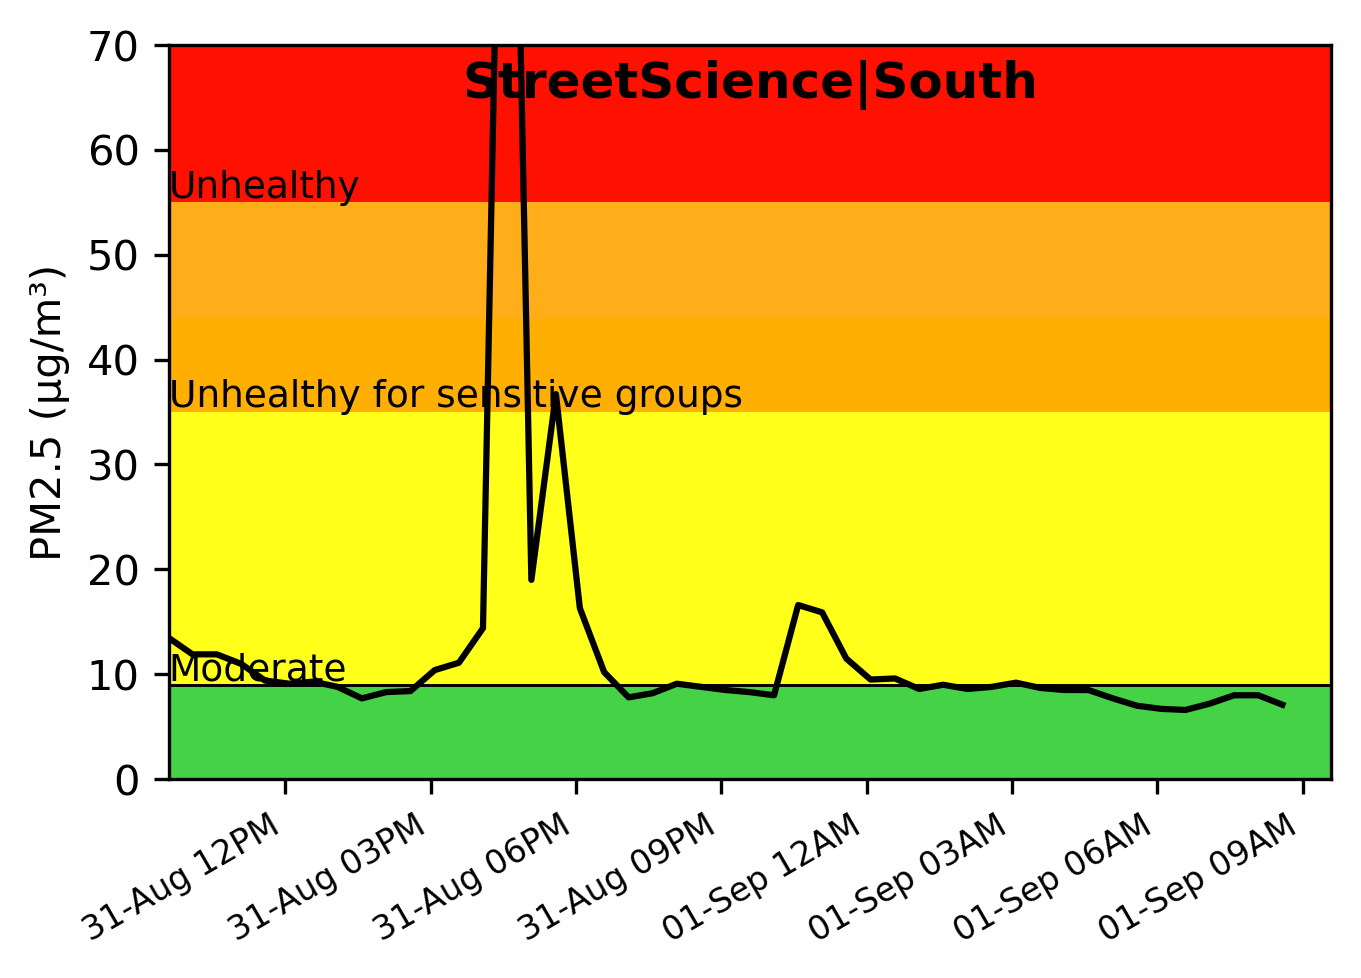 StreetScience|South
70
60
50
40
30
20
10
0
PM2.5 (µg/m³)
Unhealthy
Unhealthy for sensitive groups
Moderate
31-Aug 12PM
31-Aug 03PM
31-Aug 06PM
31-Aug 09PM
01-Sep 12AM
01-Sep 03AM
01-Sep 06AM
01-Sep 09AM